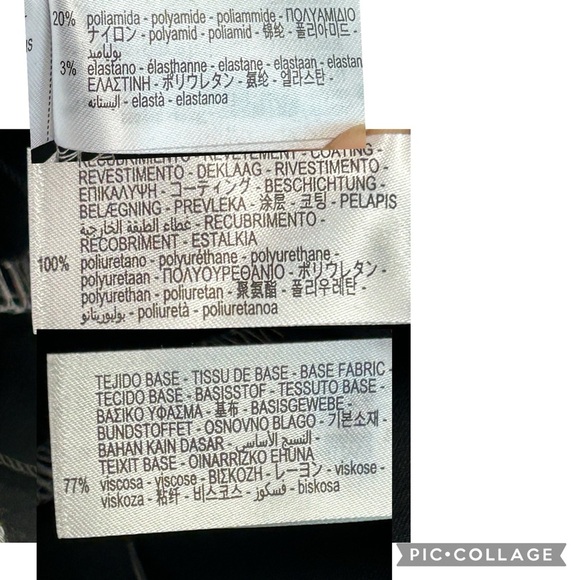 20% poliamida - polyamide - poliammide - ΠΟΛΥΑΜΙΔΙΟ
ナイロン - polyamid - poliamid - 锦纶 - 폴리아미드 -
بولياميد
3% elastano - élasthanne - elastane - elastaan - elastan
ΕΛΑΣΤΙΝΗ - ポリウレタン - 氨纶 - 엘라스탄 -
اليستانه - elastà - elastanoa
RECUBRIMIENTO - REVÊTEMENT - COATING -
REVESTIMENTO - DEKLAAG - RIVESTIMENTO -
ΕΠΙΚΑΛΥΨΗ - コーティング - BESCHICHTUNG -
BELÆGNING - PREVLEKA - 涂层 - 코팅 - PELAPIS
غطاء الطبقة الخارجية - RECUBRIMENTO -
RECOBRIMENT - ESTALKIA
100% poliuretano - polyuréthane - polyurethane -
polyuretaan - ΠΟΛΥΟΥΡΕΘΑΝΙΟ - ポリウレタン -
polyurethan - poliuretan - 聚氨酯 - 폴리우레탄 -
بوليوريتانو - poliuretà - poliuretanoa
TEJIDO BASE - TISSU DE BASE - BASE FABRIC -
TECIDO BASE - BASISSTOF - TESSUTO BASE -
ΒΑΣΙΚΟ ΥΦΑΣΜΑ - 基布 - BASISGEWEBE -
BUNDSTOFFET - OSNOVNO BLAGO - 기본소재 -
BAHAN KAIN DASAR - النسيج الأساسي -
TEIXIT BASE - OINARRIZKO EHUNA
77% viscosa - viscose - ΒΙΣΚΟΖΗ - レーヨン - viskose -
viskoza - 粘纤 - 비스코스 - فسكوز - biskosa
PIC•COLLAGE